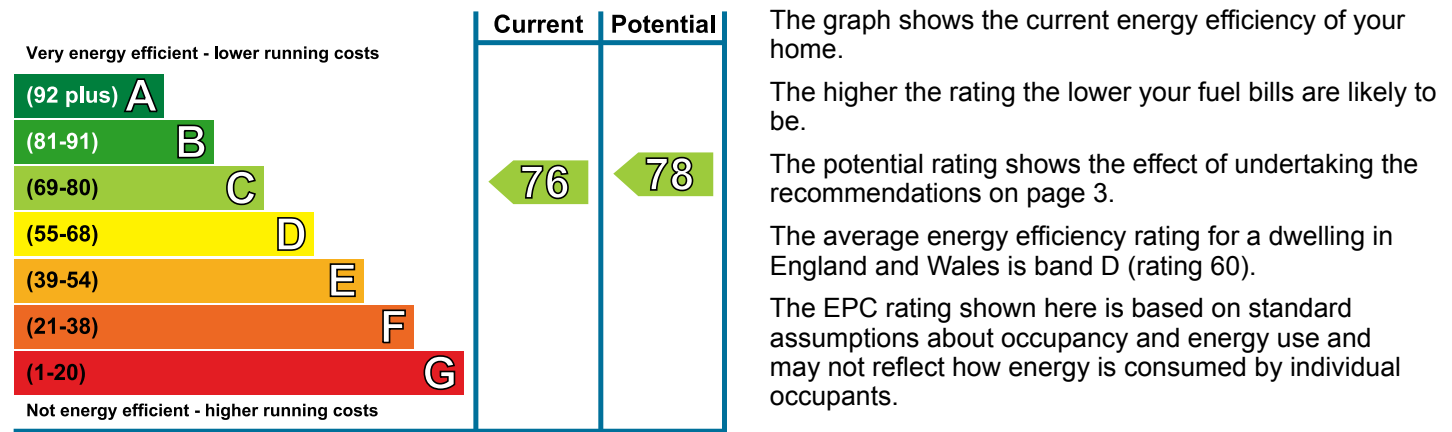 Current Potential
Very energy efficient - lower running costs
(92 plus) A
(81-91) B
(69-80) C
(55-68) D
(39-54) E
(21-38) F
(1-20) G
Not energy efficient - higher running costs
76 78
The graph shows the current energy efficiency of your
home.
The higher the rating the lower your fuel bills are likely to
be.
The potential rating shows the effect of undertaking the
recommendations on page 3.
The average energy efficiency rating for a dwelling in
England and Wales is band D (rating 60).
The EPC rating shown here is based on standard
assumptions about occupancy and energy use and
may not reflect how energy is consumed by individual
occupants.